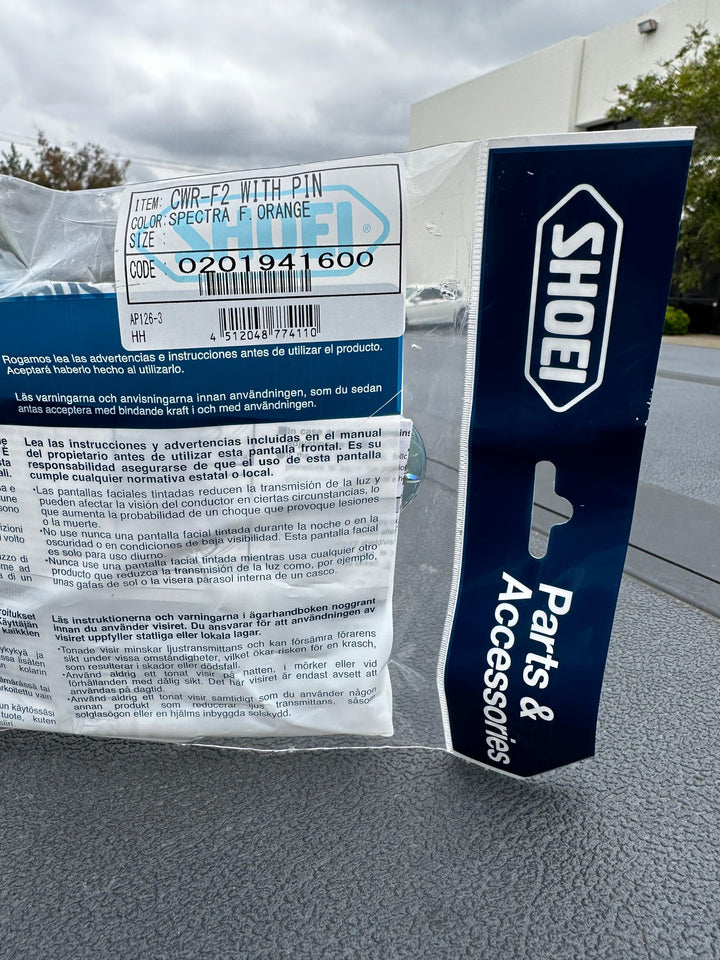 ITEM: CWR-F2 WITH PIN
COLOR: SPECTRA F. ORANGE
SIZE :
SHOEI®
CODE : 0201941600
AP126-3
HH
4 512048 774110
Rogamos lea las advertencias e instrucciones antes de utilizar el producto.
Aceptará haberlo hecho al utilizarlo.
Läs varningarna och anvisningarna innan användningen, som du sedan
antas acceptera med bindande kraft i och med användningen.
Lea las instrucciones y advertencias incluidas en el manual
del propietario antes de utilizar esta pantalla frontal. Es su
responsabilidad asegurarse de que el uso de esta pantalla
cumple cualquier normativa estatal o local.
•Las pantallas faciales tintadas reducen la transmisión de la luz y
pueden afectar la visión del conductor en ciertas circunstancias, lo
que aumenta la probabilidad de un choque que provoque lesiones
o la muerte.
•No use nunca una pantalla facial tintada durante la noche o en la
oscuridad o en condiciones de baja visibilidad. Esta pantalla facial
es solo para uso diurno.
•Nunca use una pantalla facial tintada mientras usa cualquier otro
producto que reduzca la transmisión de la luz como, por ejemplo,
unas gafas de sol o la visera parasol interna de un casco.
Läs instruktionerna och varningarna i ägarhandboken noggrant
innan du använder visiret. Du ansvarar för att användningen av
visiret uppfyller statliga eller lokala lagar.
•Tonade visir minskar ljustransmittans och kan försämra förarens
sikt under vissa omständigheter, vilket ökar risken för en krasch,
som resulterar i skador eller dödsfall.
•Använd aldrig ett tonat visir på natten, i mörker eller vid
förhållanden med dålig sikt. Det här visiret är endast avsett att
användas på dagtid.
•Använd aldrig ett tonat visir samtidigt som du använder någon
annan produkt som reducerar ljustransmittans, såsom
solglasögon eller en hjälms inbyggda solskydd.
SHOEI
Parts &
Accessories